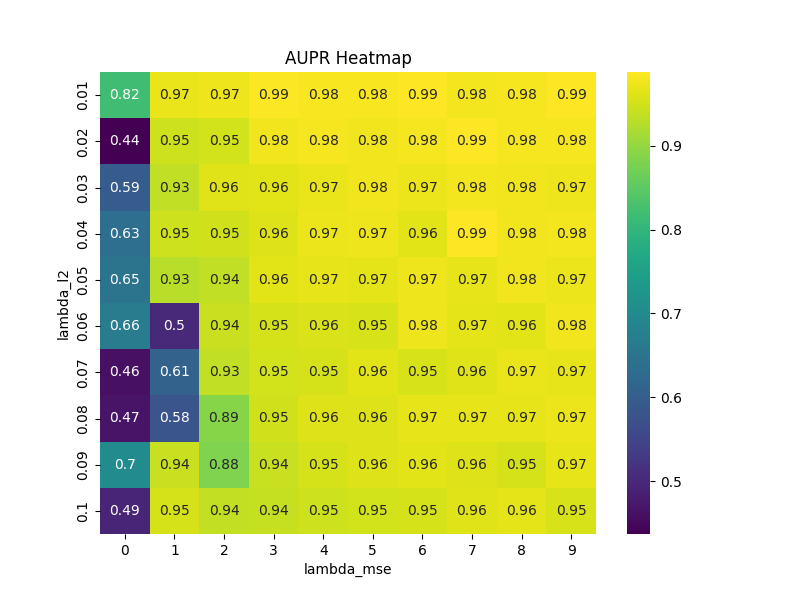 AUPR Heatmap
0.01 0.82 0.97 0.97 0.99 0.98 0.98 0.99 0.98 0.98 0.99
0.02 0.44 0.95 0.95 0.98 0.98 0.98 0.98 0.99 0.98 0.98
0.03 0.59 0.93 0.96 0.96 0.97 0.98 0.97 0.98 0.98 0.97
0.04 0.63 0.95 0.95 0.96 0.97 0.97 0.96 0.99 0.98 0.98
0.05 0.65 0.93 0.94 0.96 0.97 0.97 0.97 0.97 0.98 0.97
0.06 0.66 0.5 0.94 0.95 0.96 0.95 0.98 0.97 0.96 0.98
0.07 0.46 0.61 0.93 0.95 0.95 0.96 0.95 0.96 0.97 0.97
0.08 0.47 0.58 0.89 0.95 0.96 0.96 0.97 0.97 0.97 0.97
0.09 0.7 0.94 0.88 0.94 0.95 0.96 0.96 0.96 0.95 0.97
0.1 0.49 0.95 0.94 0.94 0.95 0.95 0.95 0.96 0.96 0.95
0 1 2 3 4 5 6 7 8 9
lambda_mse
lambda_l2
0.9
0.8
0.7
0.6
0.5